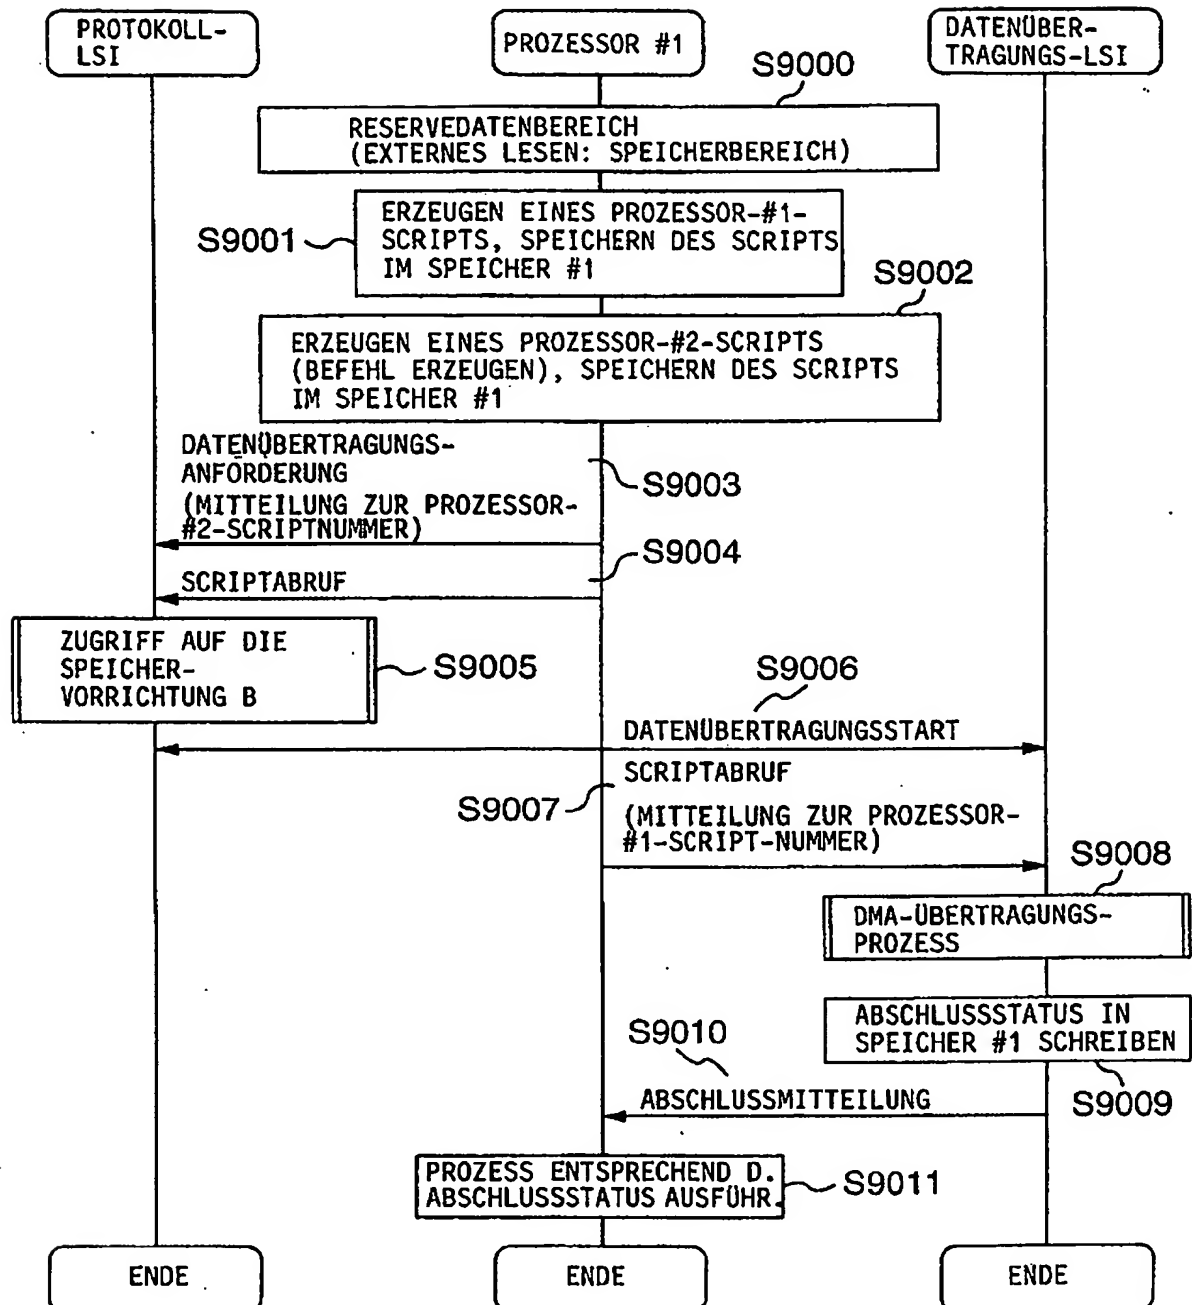 PROTOKOLL-
LSI
PROZESSOR #1
DATENÜBER-
TRAGUNGS-LSI
S9000
RESERVEDATENBEREICH
(EXTERNES LESEN: SPEICHERBEREICH)
S9001
ERZEUGEN EINES PROZESSOR-#1-
SCRIPTS, SPEICHERN DES SCRIPTS
IM SPEICHER #1
S9002
ERZEUGEN EINES PROZESSOR-#2-SCRIPTS
(BEFEHL ERZEUGEN), SPEICHERN DES SCRIPTS
IM SPEICHER #1
DATENÜBERTRAGUNGS-
ANFORDERUNG
(MITTEILUNG ZUR PROZESSOR-
#2-SCRIPTNUMMER)
S9003
S9004
SCRIPTABRUF
ZUGRIFF AUF DIE
SPEICHER-
VORRICHTUNG B
S9005
S9006
DATENÜBERTRAGUNGSSTART
SCRIPTABRUF
S9007
(MITTEILUNG ZUR PROZESSOR-
#1-SCRIPT-NUMMER)
S9008
DMA-ÜBERTRAGUNGS-
PROZESS
ABSCHLUSSSTATUS IN
SPEICHER #1 SCHREIBEN
S9009
S9010
ABSCHLUSSMITTEILUNG
PROZESS ENTSPRECHEND D.
ABSCHLUSSSTATUS AUSFÜHR.
S9011
ENDE
ENDE
ENDE